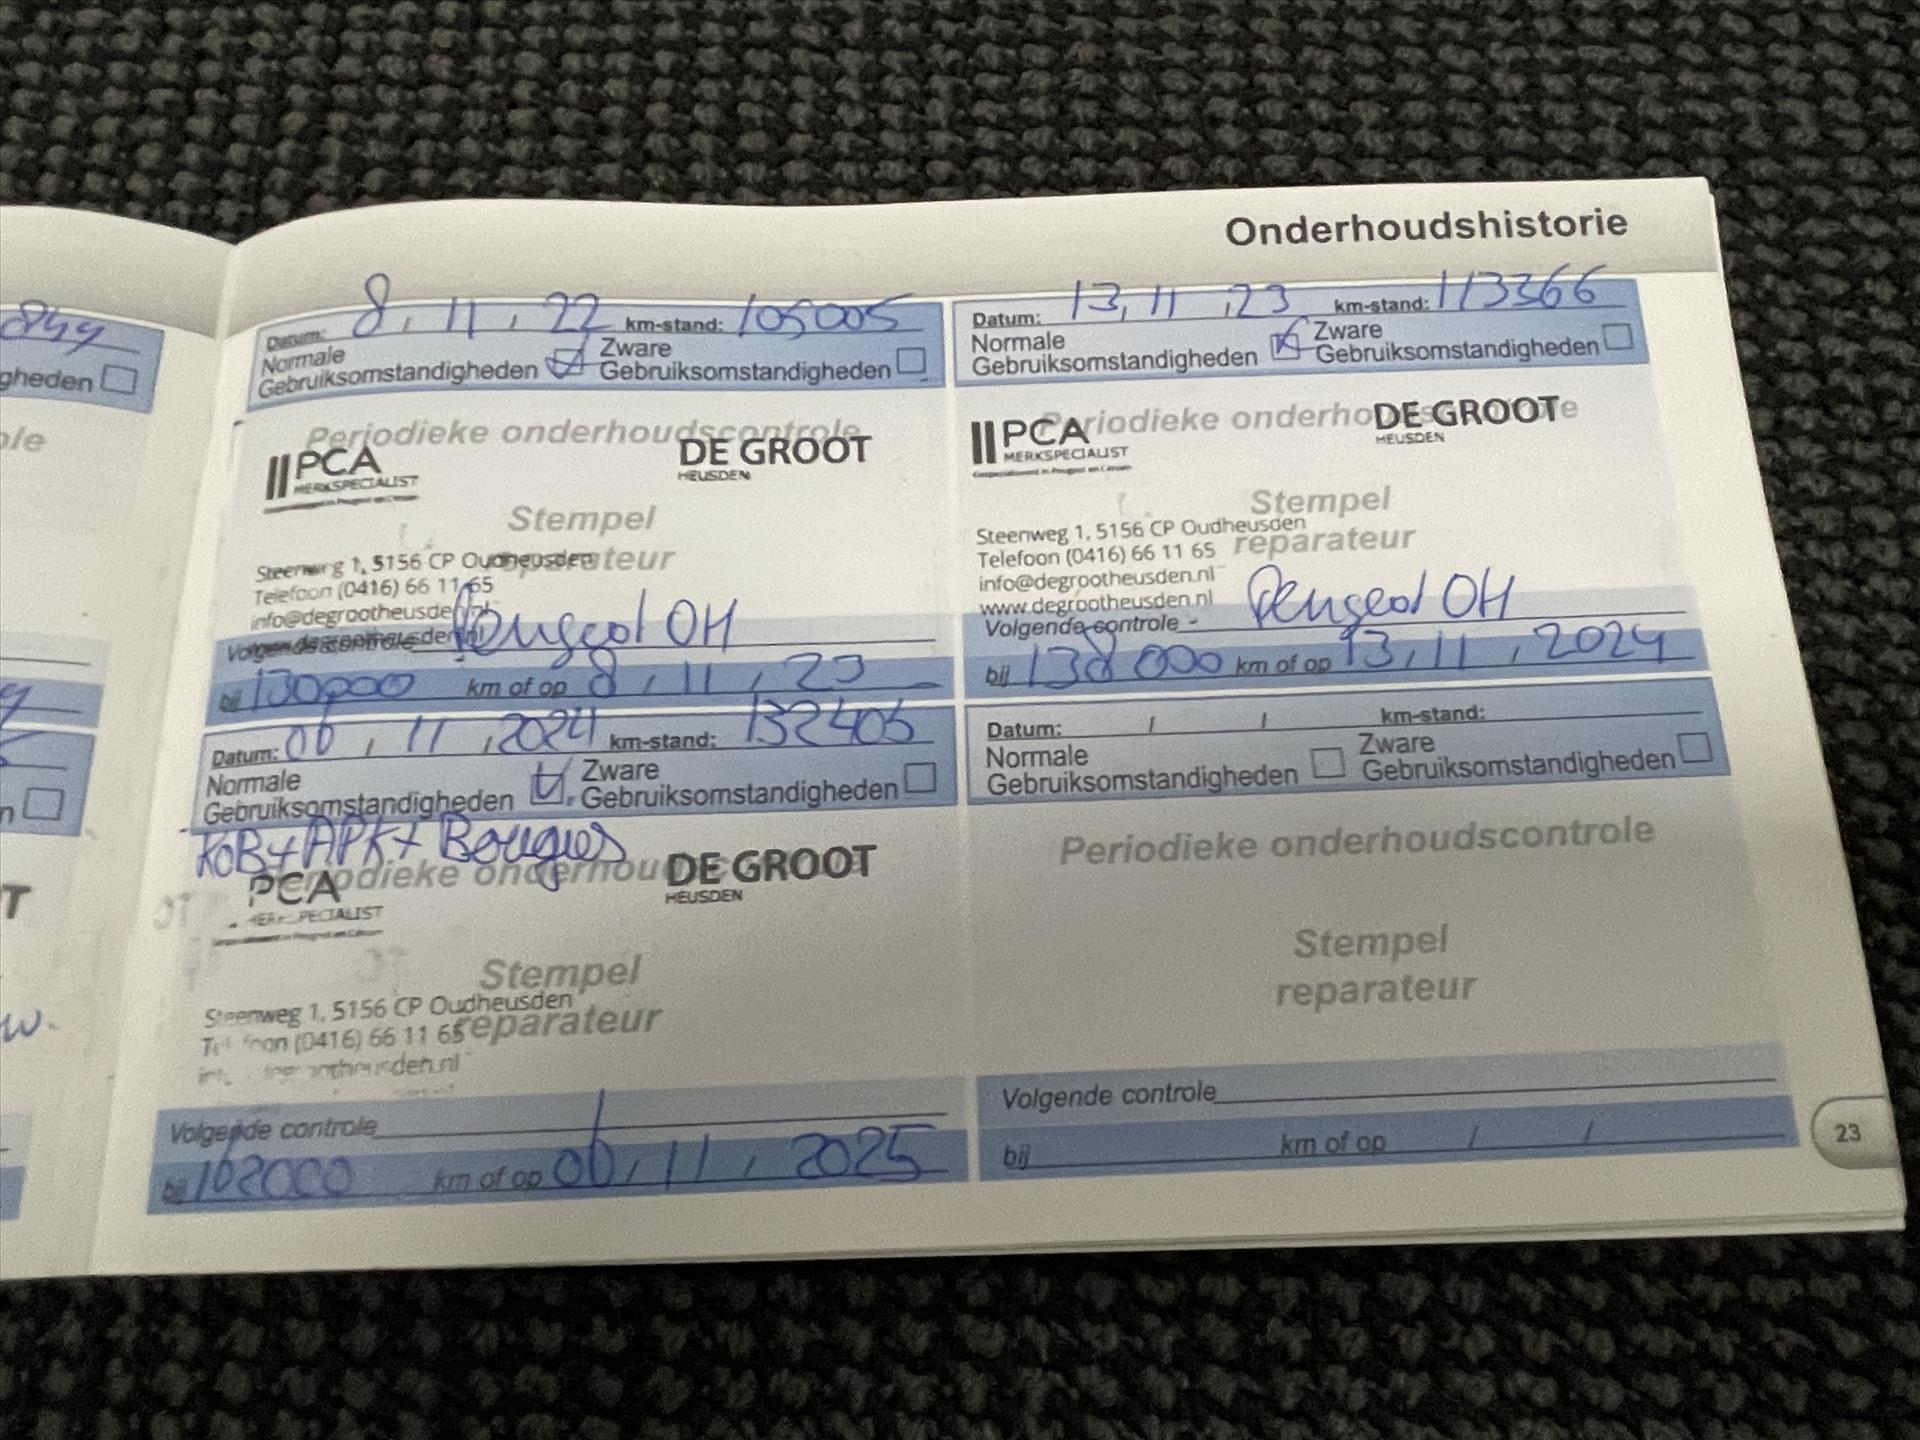 Onderhoudshistorie
844
gheden
Datum: 8, 11, 22 km-stand: 105005
Normale
Gebruiksomstandigheden
Zware
Gebruiksomstandigheden
Periodieke onderhoudscontrole
PCA
MERKSPECIALIST
DE GROOT
HEUSDEN
Stempel
reparateur
Steenweg 1, 5156 CP Oudheusden
Telefoon (0416) 66 11 65
info@degrootheusden.nl
Volgende controle Peugeot OH
bij 130000 km of op 8, 11, 23
Datum: 13, 11, 23 km-stand: 113366
Normale
Gebruiksomstandigheden
Zware
Gebruiksomstandigheden
Periodieke onderhoudscontrole
PCA
MERKSPECIALIST
DE GROOT
HEUSDEN
Stempel
reparateur
Steenweg 1, 5156 CP Oudheusden
Telefoon (0416) 66 11 65
info@degrootheusden.nl
www.degrootheusden.nl
Volgende controle - Peugeot OH
bij 138000 km of op 13, 11, 2024
Datum: 06, 11, 2024 km-stand: 132405
Normale
Gebruiksomstandigheden
Zware
Gebruiksomstandigheden
KOB+APK+ Bougies
Periodieke onderhoudscontrole
PCA
MERKSPECIALIST
DE GROOT
HEUSDEN
Stempel
reparateur
Steenweg 1, 5156 CP Oudheusden
Telefoon (0416) 66 11 65
Volgende controle /
bij 162000 km of op 06, 11, 2025
Datum: / / km-stand:
Normale
Gebruiksomstandigheden
Zware
Gebruiksomstandigheden
Periodieke onderhoudscontrole
Stempel
reparateur
Volgende controle
bij km of op / /
23